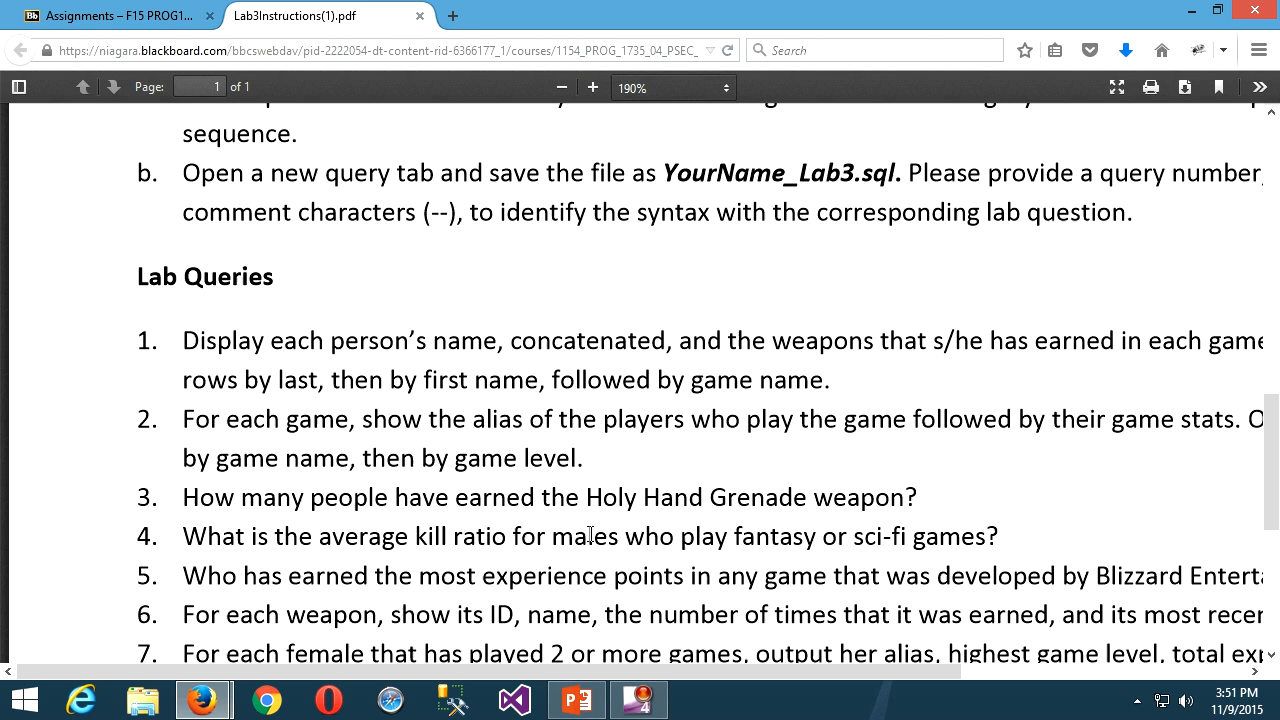 Assignments – F15 PROG1...
Lab3Instructions(1).pdf
https://niagara.blackboard.com/bbcswebdav/pid-2222054-dt-content-rid-6366177_1/courses/1154_PROG_1735_04_PSEC_
Search
Page: 1 of 1
190%
sequence.
b. Open a new query tab and save the file as YourName_Lab3.sql. Please provide a query number,
comment characters (--), to identify the syntax with the corresponding lab question.
Lab Queries
1. Display each person’s name, concatenated, and the weapons that s/he has earned in each game
rows by last, then by first name, followed by game name.
2. For each game, show the alias of the players who play the game followed by their game stats. O
by game name, then by game level.
3. How many people have earned the Holy Hand Grenade weapon?
4. What is the average kill ratio for males who play fantasy or sci-fi games?
5. Who has earned the most experience points in any game that was developed by Blizzard Enterta
6. For each weapon, show its ID, name, the number of times that it was earned, and its most recen
7. For each female that has played 2 or more games, output her alias, highest game level, total exp
3:51 PM
11/9/2015